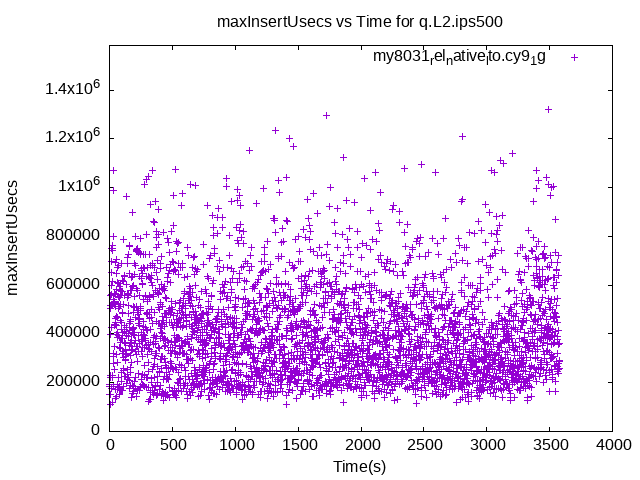 maxInsertUsecs vs Time for q.L2.ips500
my8031relnativelto.cy91g
1.4x10⁶
1.2x10⁶
1x10⁶
800000
600000
400000
200000
0
maxInsertUsecs
0 500 1000 1500 2000 2500 3000 3500 4000
Time(s)